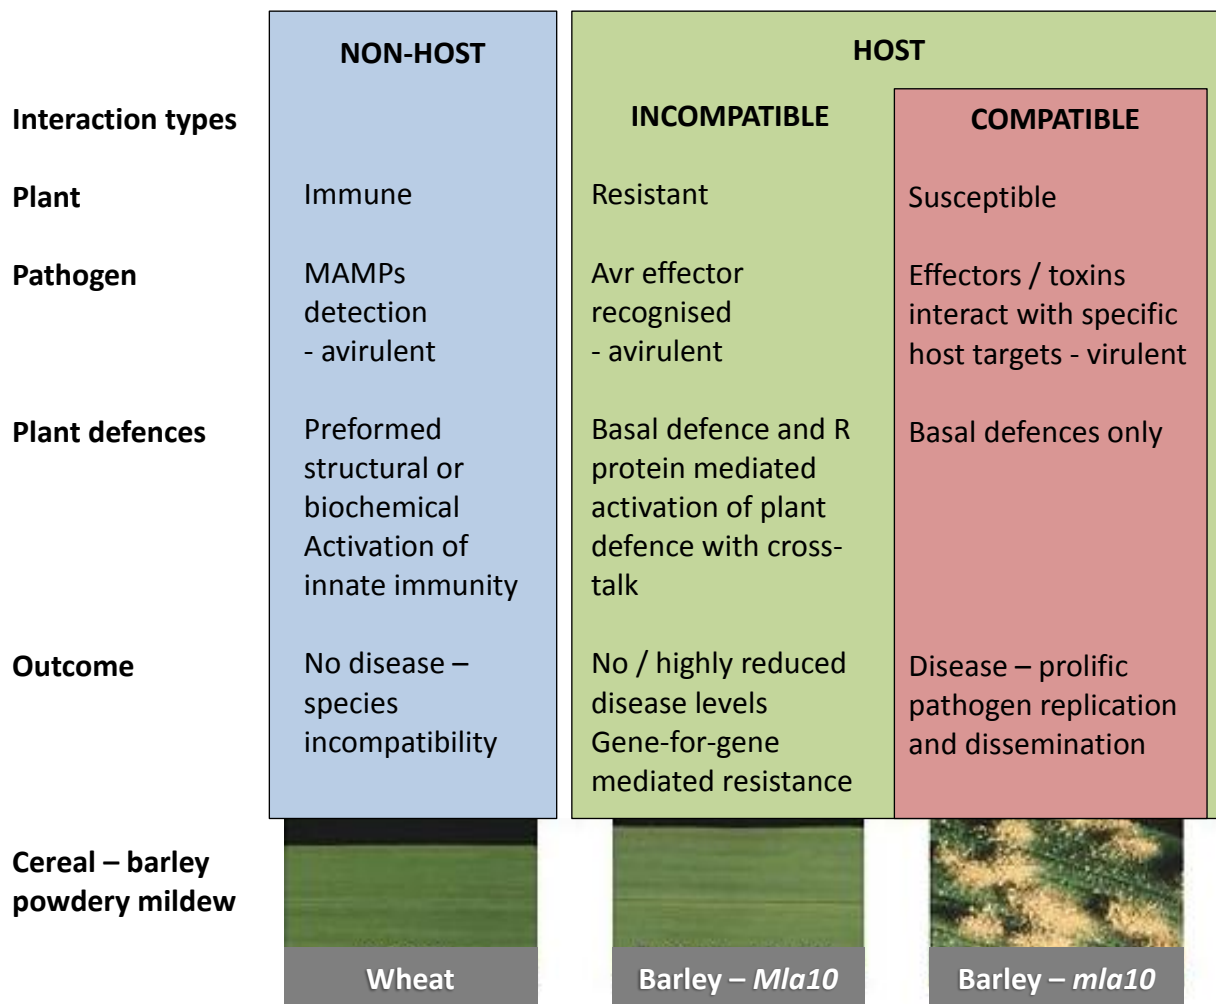 NON-HOST
HOST
Interaction types
INCOMPATIBLE
COMPATIBLE
Plant
Immune
Resistant
Susceptible
Pathogen
MAMPs
detection
- avirulent
Avr effector
recognised
- avirulent
Effectors / toxins
interact with specific
host targets - virulent
Plant defences
Preformed
structural or
biochemical
Activation of
innate immunity
Basal defence and R
protein mediated
activation of plant
defence with cross-
talk
Basal defences only
Outcome
No disease –
species
incompatibility
No / highly reduced
disease levels
Gene-for-gene
mediated resistance
Disease – prolific
pathogen replication
and dissemination
Cereal – barley
powdery mildew
Wheat
Barley – Mla10
Barley – mla10